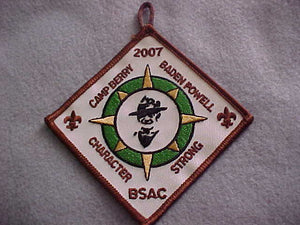 2007
CAMP BERRY
BADEN POWELL
CHARACTER
STRONG
BSAC